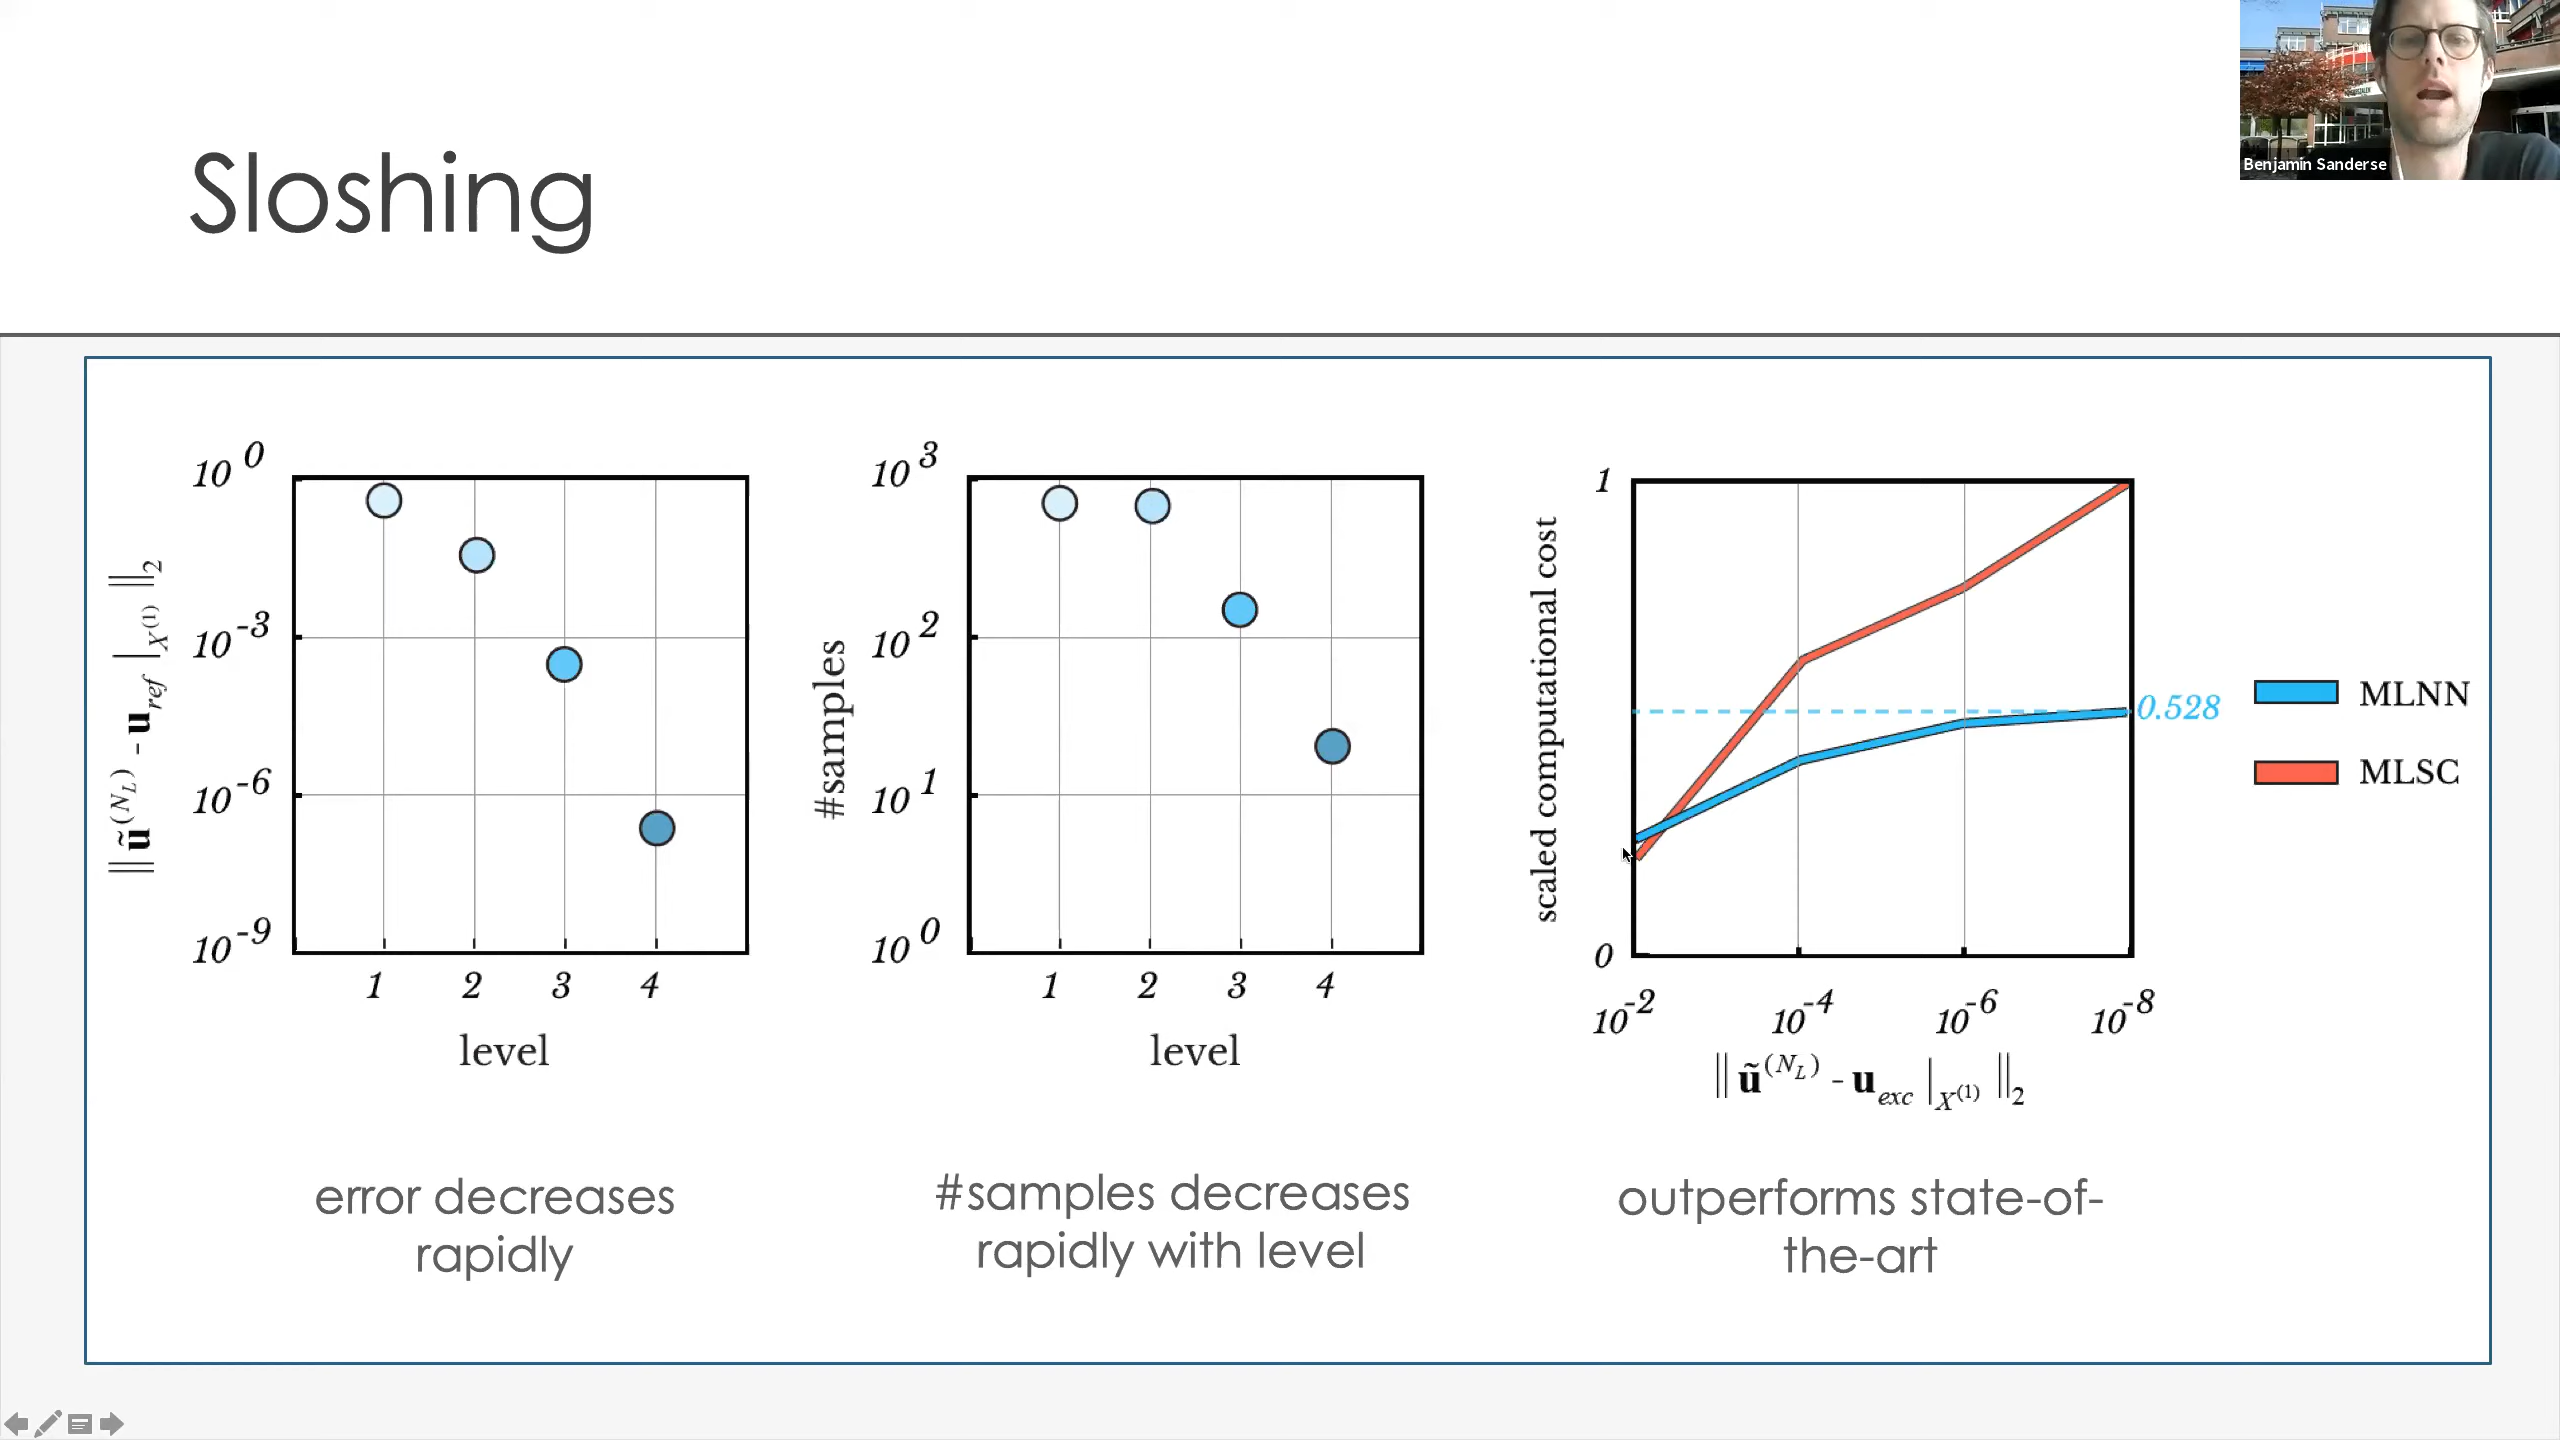 Benjamin Sanderse
Sloshing
10^0
10^-3
10^-6
10^-9
‖ ũ^(N_L) - u_ref |_X^(1) ‖_2
1 2 3 4
level
error decreases
rapidly
10^3
10^2
10^1
10^0
#samples
1 2 3 4
level
#samples decreases
rapidly with level
1
0
scaled computational cost
0.528
10^-2 10^-4 10^-6 10^-8
‖ ũ^(N_L) - u_exc |_X^(1) ‖_2
MLNN
MLSC
outperforms state-of-
the-art